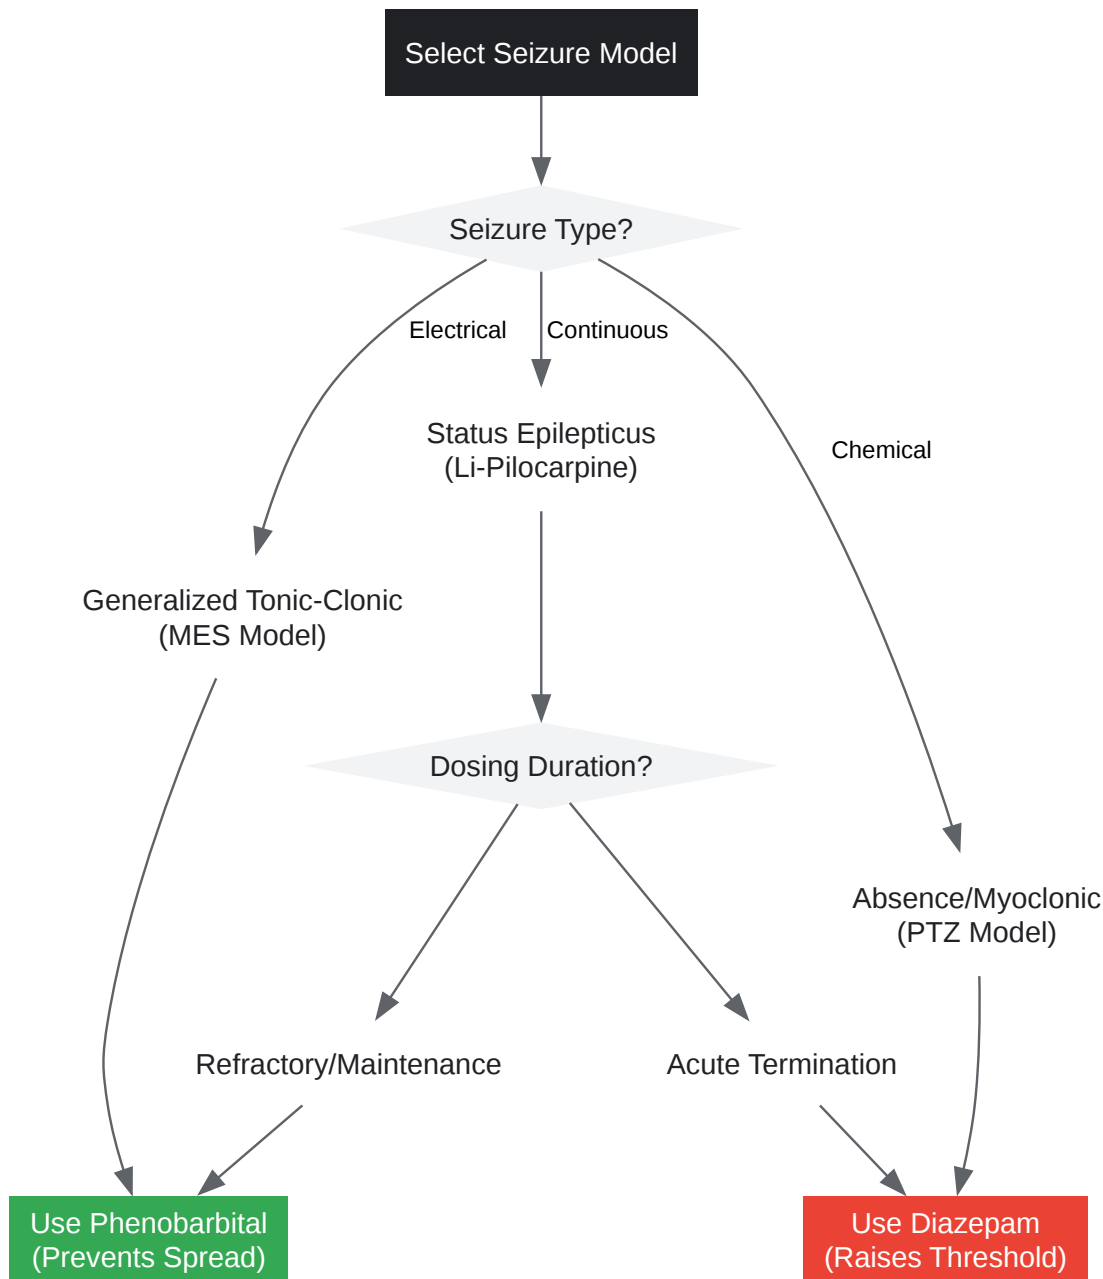 Select Seizure Model
Seizure Type?
Electrical
Continuous
Chemical
Status Epilepticus
(Li-Pilocarpine)
Generalized Tonic-Clonic
(MES Model)
Dosing Duration?
Absence/Myoclonic
(PTZ Model)
Refractory/Maintenance
Acute Termination
Use Phenobarbital
(Prevents Spread)
Use Diazepam
(Raises Threshold)